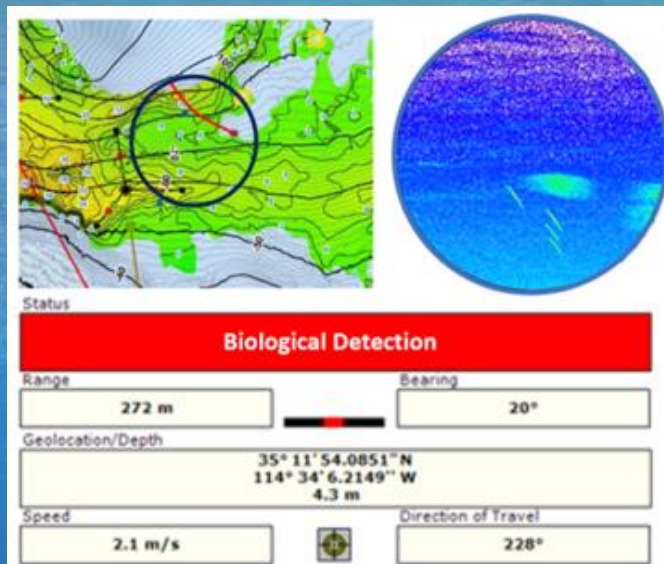 Status
Biological Detection
Range
Bearing
272 m
20°
Geolocation/Depth
35° 11' 54.0851" N
114° 34' 6.2149" W
4.3 m
Speed
Direction of Travel
2.1 m/s
228°